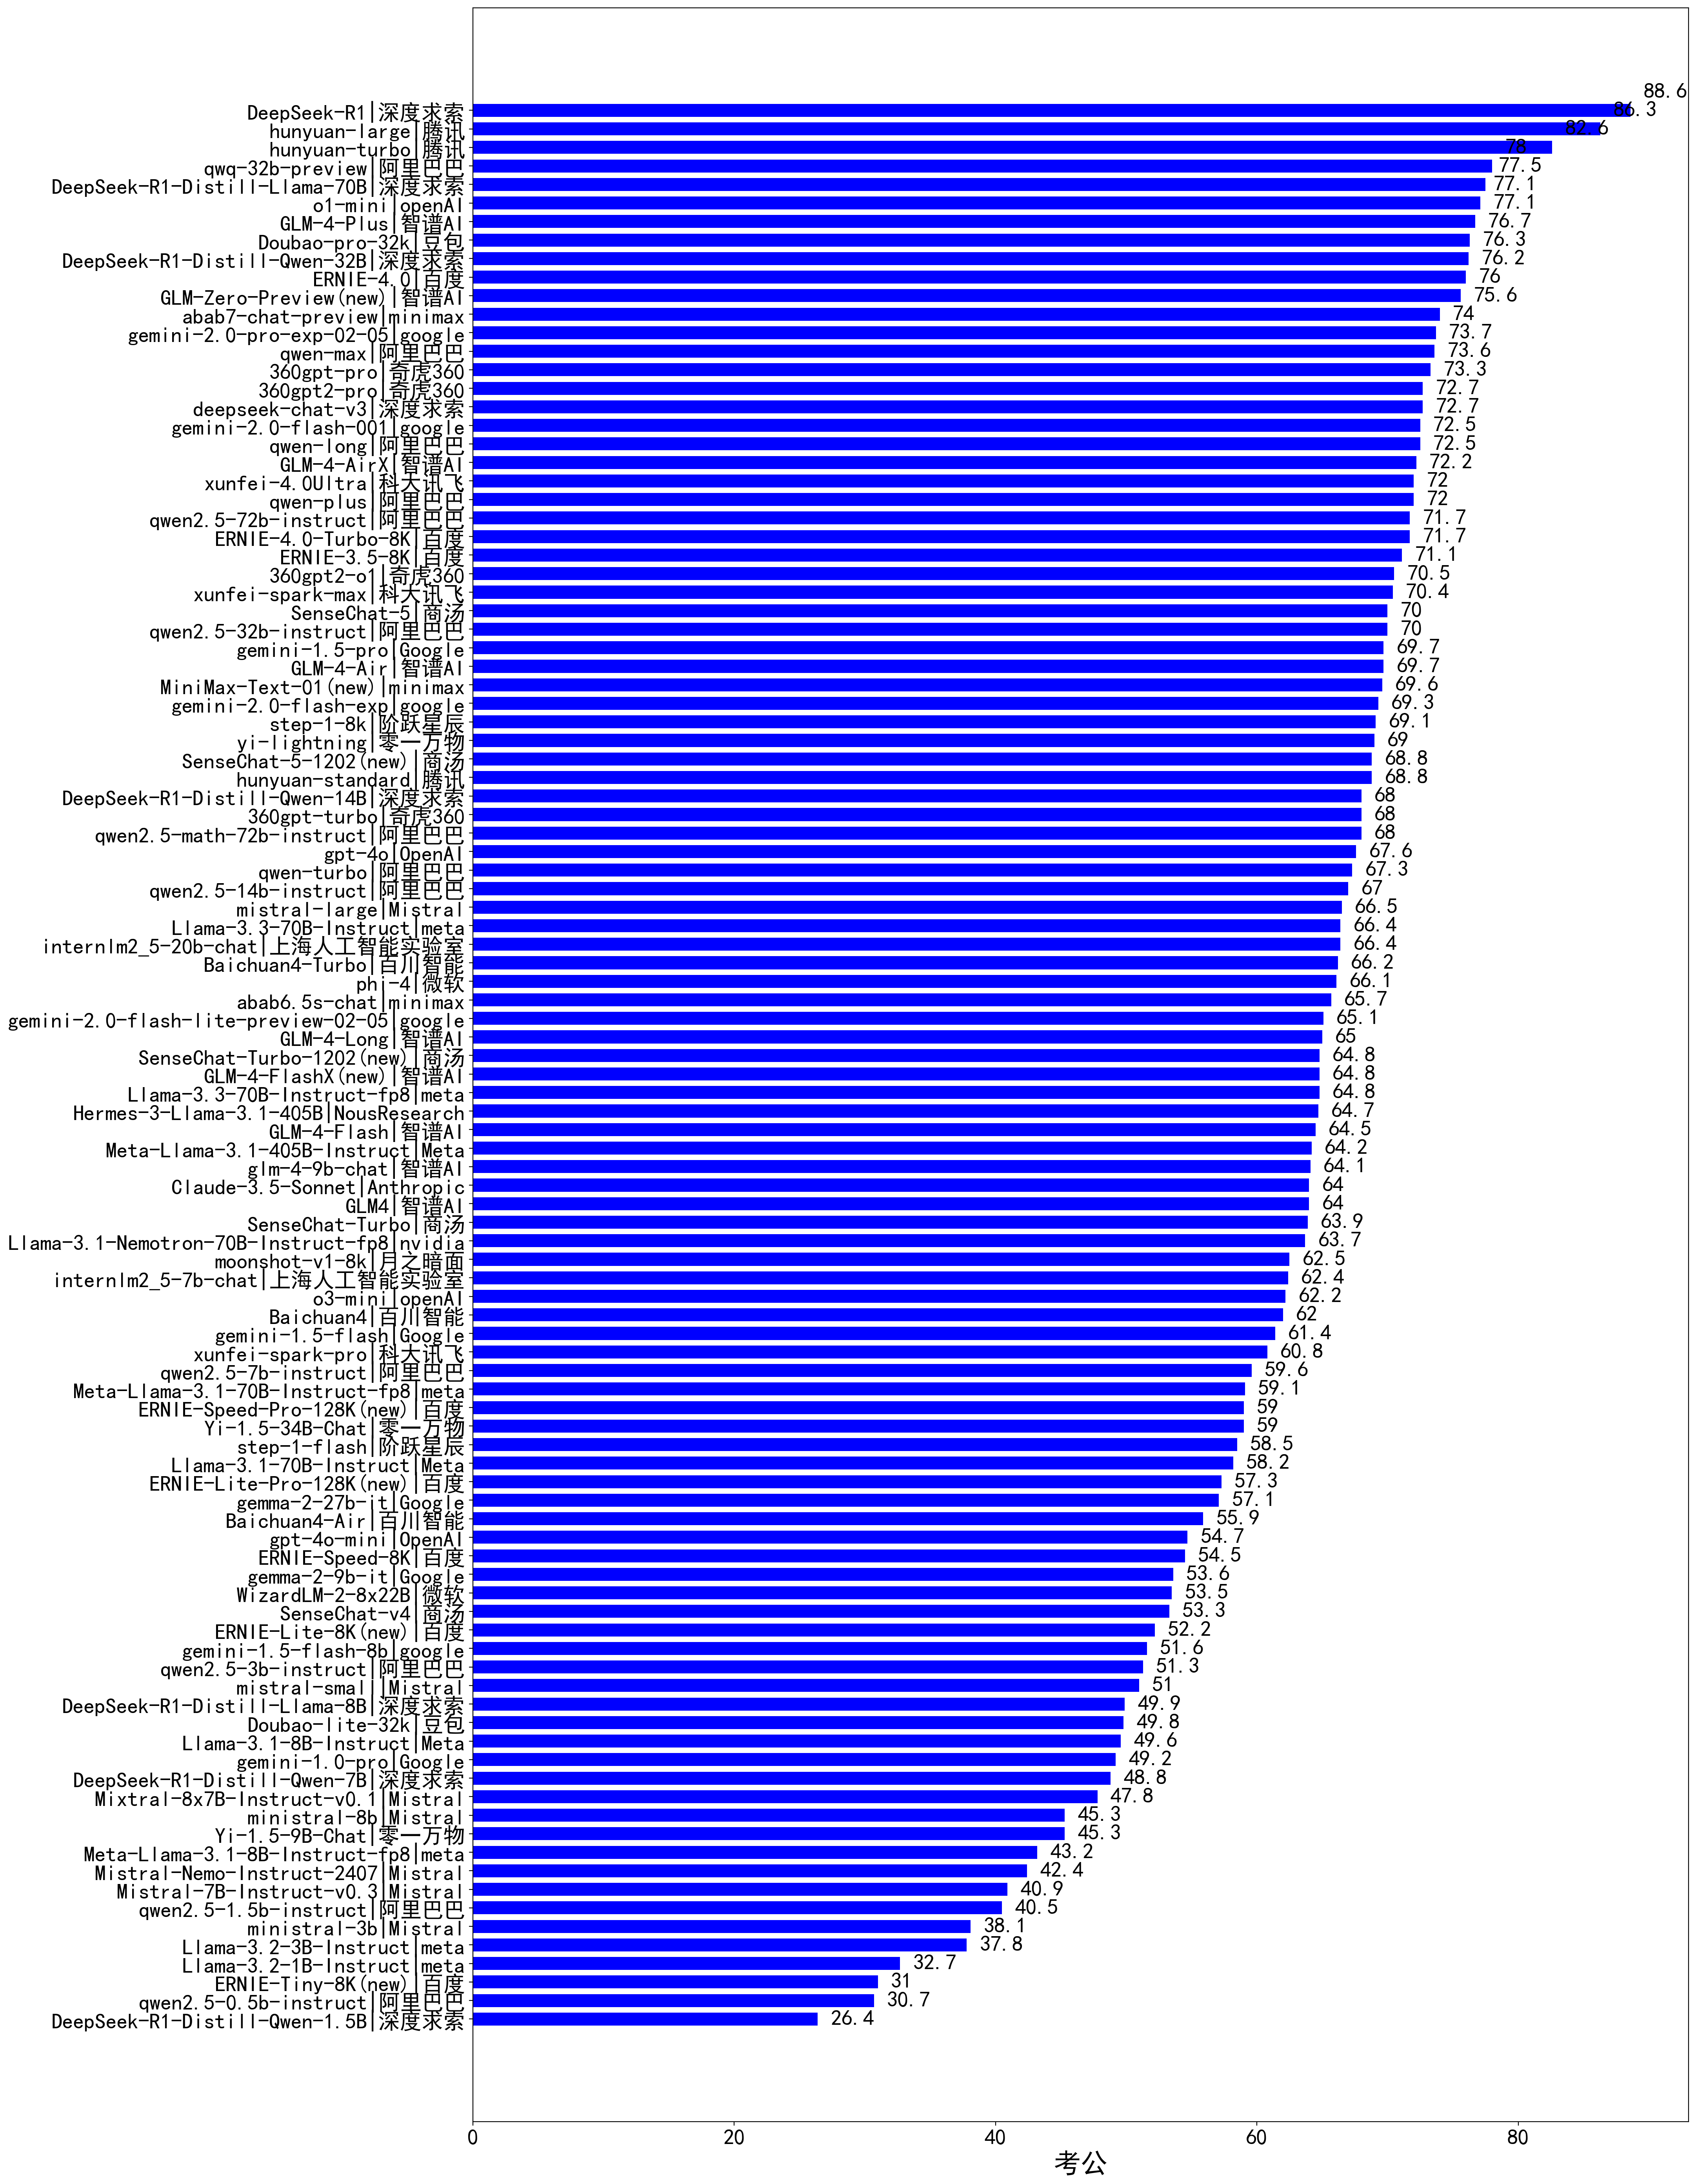 88.6
DeepSeek-R1|深度求索 86.3
hunyuan-large|腾讯 82.6
hunyuan-turbo|腾讯 78
qwq-32b-preview|阿里巴巴 77.5
DeepSeek-R1-Distill-Llama-70B|深度求索 77.1
o1-mini|openAI 77.1
GLM-4-Plus|智谱AI 76.7
Doubao-pro-32k|豆包 76.3
DeepSeek-R1-Distill-Qwen-32B|深度求索 76.2
ERNIE-4.0|百度 76
GLM-Zero-Preview(new)|智谱AI 75.6
abab7-chat-preview|minimax 74
gemini-2.0-pro-exp-02-05|google 73.7
qwen-max|阿里巴巴 73.6
360gpt-pro|奇虎360 73.3
360gpt2-pro|奇虎360 72.7
deepseek-chat-v3|深度求索 72.7
gemini-2.0-flash-001|google 72.5
qwen-long|阿里巴巴 72.5
GLM-4-AirX|智谱AI 72.2
xunfei-4.0Ultra|科大讯飞 72
qwen-plus|阿里巴巴 72
qwen2.5-72b-instruct|阿里巴巴 71.7
ERNIE-4.0-Turbo-8K|百度 71.7
ERNIE-3.5-8K|百度 71.1
360gpt2-o1|奇虎360 70.5
xunfei-spark-max|科大讯飞 70.4
SenseChat-5|商汤 70
qwen2.5-32b-instruct|阿里巴巴 70
gemini-1.5-pro|Google 69.7
GLM-4-Air|智谱AI 69.7
MiniMax-Text-01(new)|minimax 69.6
gemini-2.0-flash-exp|google 69.3
step-1-8k|阶跃星辰 69.1
yi-lightning|零一万物 69
SenseChat-5-1202(new)|商汤 68.8
hunyuan-standard|腾讯 68.8
DeepSeek-R1-Distill-Qwen-14B|深度求索 68
360gpt-turbo|奇虎360 68
qwen2.5-math-72b-instruct|阿里巴巴 68
gpt-4o|OpenAI 67.6
qwen-turbo|阿里巴巴 67.3
qwen2.5-14b-instruct|阿里巴巴 67
mistral-large|Mistral 66.5
Llama-3.3-70B-Instruct|meta 66.4
internlm2_5-20b-chat|上海人工智能实验室 66.4
Baichuan4-Turbo|百川智能 66.2
phi-4|微软 66.1
abab6.5s-chat|minimax 65.7
gemini-2.0-flash-lite-preview-02-05|google 65.1
GLM-4-Long|智谱AI 65
SenseChat-Turbo-1202(new)|商汤 64.8
GLM-4-FlashX(new)|智谱AI 64.8
Llama-3.3-70B-Instruct-fp8|meta 64.8
Hermes-3-Llama-3.1-405B|NousResearch 64.7
GLM-4-Flash|智谱AI 64.5
Meta-Llama-3.1-405B-Instruct|Meta 64.2
glm-4-9b-chat|智谱AI 64.1
Claude-3.5-Sonnet|Anthropic 64
GLM4|智谱AI 64
SenseChat-Turbo|商汤 63.9
Llama-3.1-Nemotron-70B-Instruct-fp8|nvidia 63.7
moonshot-v1-8k|月之暗面 62.5
internlm2_5-7b-chat|上海人工智能实验室 62.4
o3-mini|openAI 62.2
Baichuan4|百川智能 62
gemini-1.5-flash|Google 61.4
xunfei-spark-pro|科大讯飞 60.8
qwen2.5-7b-instruct|阿里巴巴 59.6
Meta-Llama-3.1-70B-Instruct-fp8|meta 59.1
ERNIE-Speed-Pro-128K(new)|百度 59
Yi-1.5-34B-Chat|零一万物 59
step-1-flash|阶跃星辰 58.5
Llama-3.1-70B-Instruct|Meta 58.2
ERNIE-Lite-Pro-128K(new)|百度 57.3
gemma-2-27b-it|Google 57.1
Baichuan4-Air|百川智能 55.9
gpt-4o-mini|OpenAI 54.7
ERNIE-Speed-8K|百度 54.5
gemma-2-9b-it|Google 53.6
WizardLM-2-8x22B|微软 53.5
SenseChat-v4|商汤 53.3
ERNIE-Lite-8K(new)|百度 52.2
gemini-1.5-flash-8b|google 51.6
qwen2.5-3b-instruct|阿里巴巴 51.3
mistral-small|Mistral 51
DeepSeek-R1-Distill-Llama-8B|深度求索 49.9
Doubao-lite-32k|豆包 49.8
Llama-3.1-8B-Instruct|Meta 49.6
gemini-1.0-pro|Google 49.2
DeepSeek-R1-Distill-Qwen-7B|深度求索 48.8
Mixtral-8x7B-Instruct-v0.1|Mistral 47.8
ministral-8b|Mistral 45.3
Yi-1.5-9B-Chat|零一万物 45.3
Meta-Llama-3.1-8B-Instruct-fp8|meta 43.2
Mistral-Nemo-Instruct-2407|Mistral 42.4
Mistral-7B-Instruct-v0.3|Mistral 40.9
qwen2.5-1.5b-instruct|阿里巴巴 40.5
ministral-3b|Mistral 38.1
Llama-3.2-3B-Instruct|meta 37.8
Llama-3.2-1B-Instruct|meta 32.7
ERNIE-Tiny-8K(new)|百度 31
qwen2.5-0.5b-instruct|阿里巴巴 30.7
DeepSeek-R1-Distill-Qwen-1.5B|深度求索 26.4
0 20 40 60 80
考公